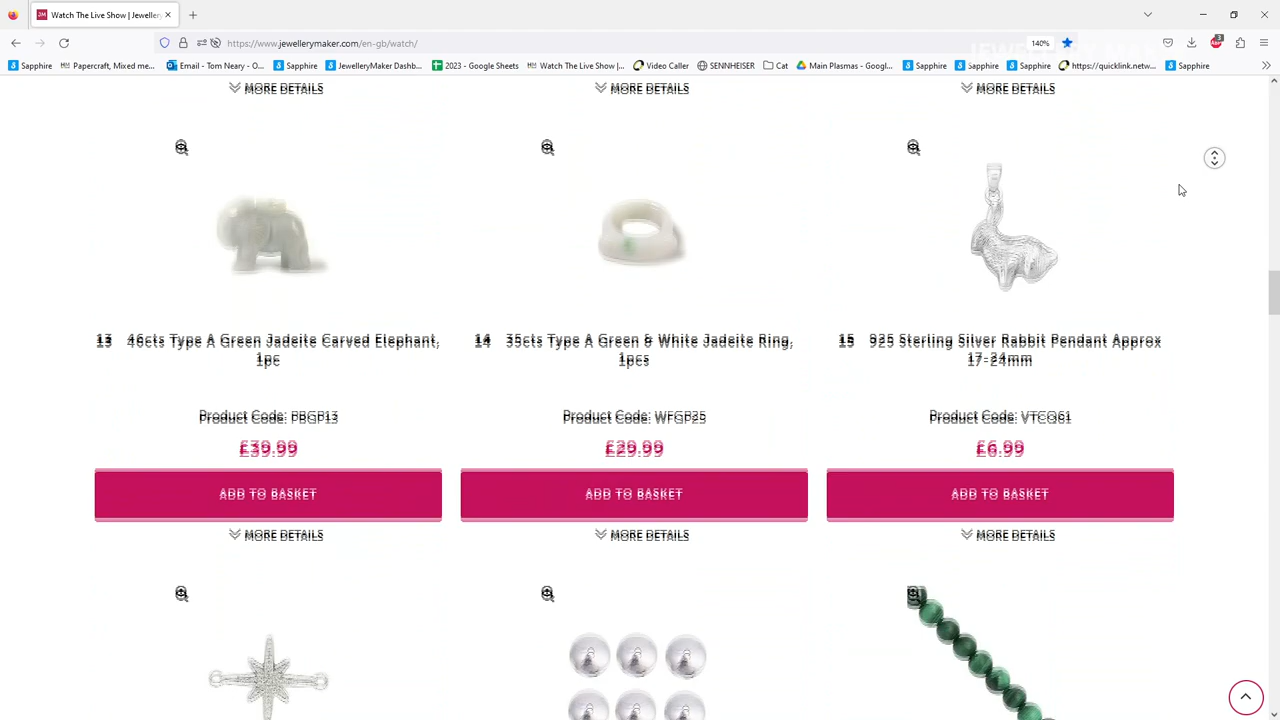 Watch The Live Show | Jeweller
https://www.jewellerymaker.com/en-gb/watch/
140%
3
Sapphire
Papercraft, Mixed me...
Email - Tom Neary - O...
Sapphire
JewelleryMaker Dashb...
2023 - Google Sheets
Watch The Live Show |...
Video Caller
SENNHEISER
Cat
Main Plasmas - Googl...
Sapphire
Sapphire
Sapphire
https://quicklink.netw...
Sapphire
MORE DETAILS
MORE DETAILS
MORE DETAILS
13 46cts Type A Green Jadeite Carved Elephant,
1pc
14 35cts Type A Green & White Jadeite Ring,
1pcs
15 925 Sterling Silver Rabbit Pendant Approx
17-24mm
Product Code: PBGP13
Product Code: WFGP25
Product Code: VTCQ61
£39.99
£29.99
£6.99
ADD TO BASKET
ADD TO BASKET
ADD TO BASKET
MORE DETAILS
MORE DETAILS
MORE DETAILS